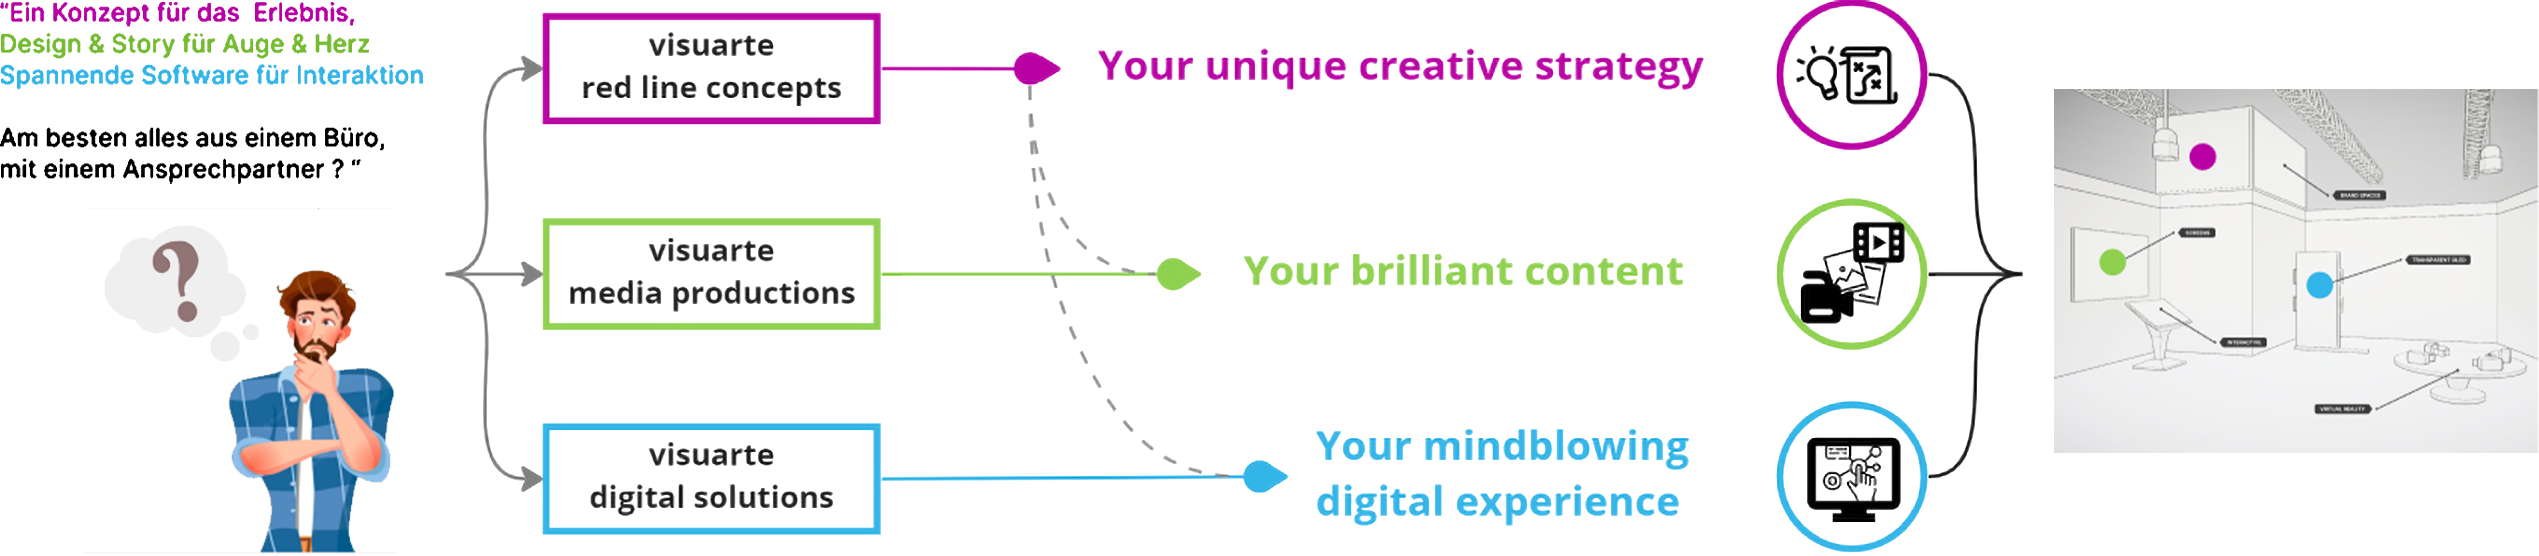 "Ein Konzept für das Erlebnis,
Design & Story für Auge & Herz
Spannende Software für Interaktion
Am besten alles aus einem Büro,
mit einem Ansprechpartner ? "
?
visuarte
red line concepts
Your unique creative strategy
visuarte
media productions
Your brilliant content
visuarte
digital solutions
Your mindblowing
digital experience
BRAND SPACES
SCREENS
TRANSPARENT OLED
INTERACTIVE
VIRTUAL REALITY